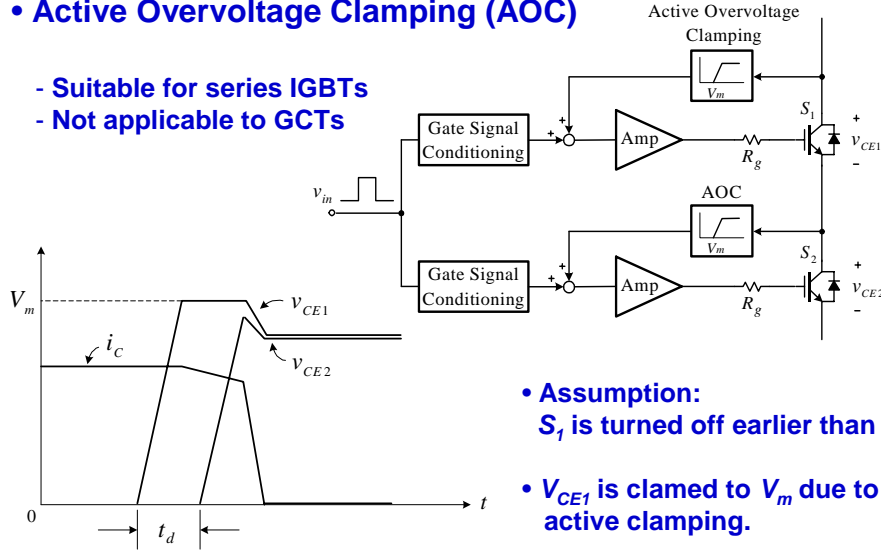 • Active Overvoltage Clamping (AOC)
- Suitable for series IGBTs
- Not applicable to GCTs
Active Overvoltage
Clamping
V_m
Gate Signal
Conditioning
+
+
Amp
R_g
S_1
+
v_CE1
−
v_in
AOC
V_m
Gate Signal
Conditioning
+
+
Amp
R_g
S_2
+
v_CE2
−
V_m
v_CE1
i_C
v_CE2
0
t
t_d
• Assumption:
S_1 is turned off earlier than
• V_CE1 is clamed to V_m due to
active clamping.